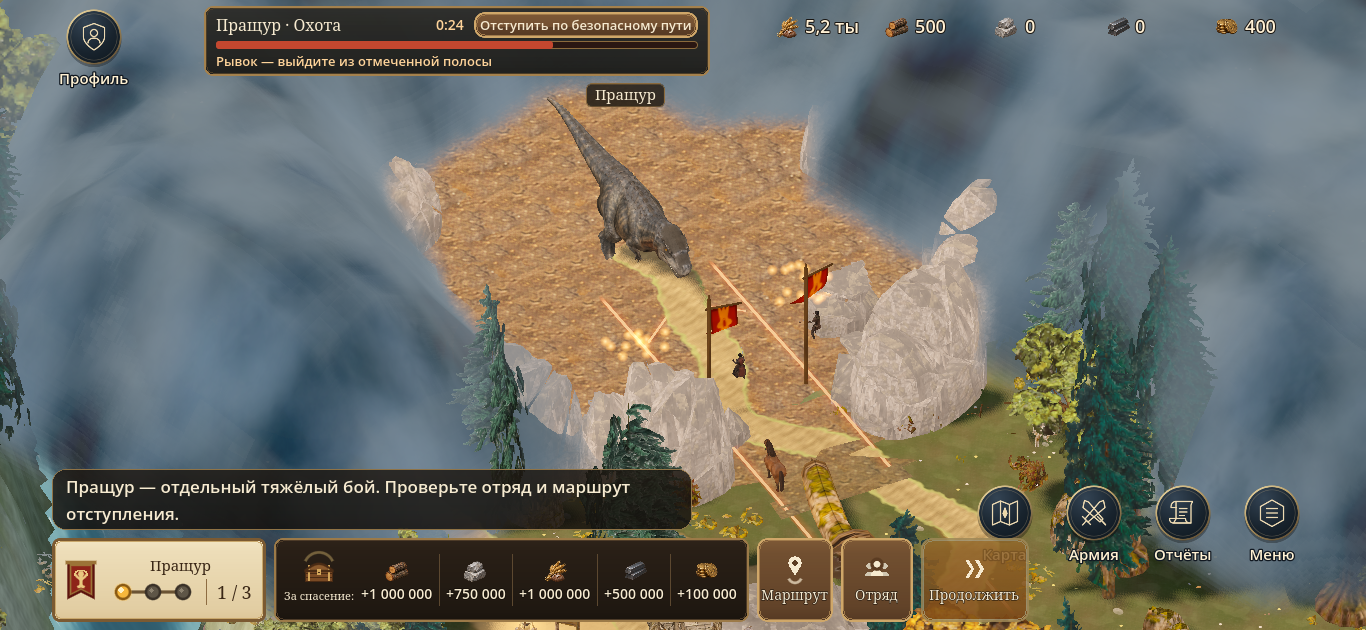 Пращур · Охота
0:24
Отступить по безопасному пути
Рывок — выйдите из отмеченной полосы
5,2 ты
500
0
0
400
Профиль
Пращур
Пращур — отдельный тяжёлый бой. Проверьте отряд и маршрут
отступления.
Карта
Армия
Отчёты
Меню
Пращур
1 / 3
За спасение:
+1 000 000
+750 000
+1 000 000
+500 000
+100 000
Маршрут
Отряд
Продолжить